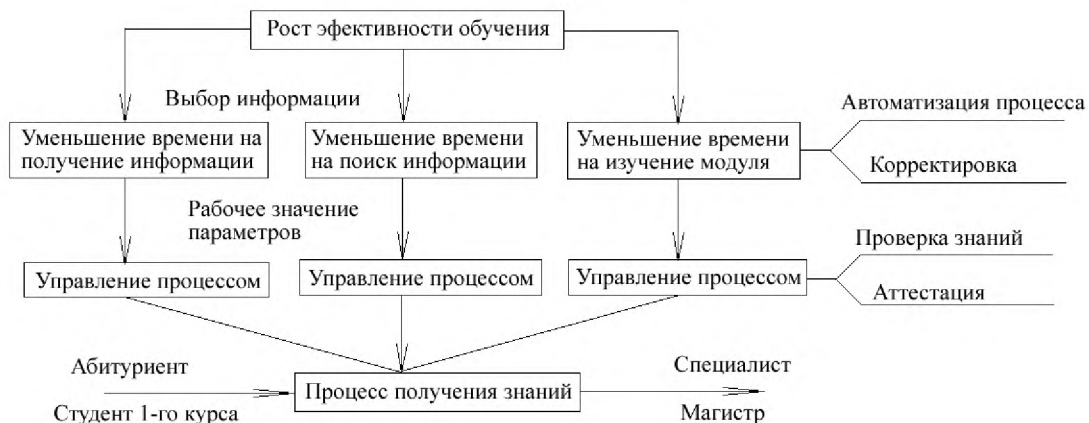 Рост эфективности обучения
Выбор информации
Уменьшение времени на
получение информации
Уменьшение времени
на поиск информации
Уменьшение времени
на изучение модуля
Автоматизация процесса
Корректировка
Рабочее значение
параметров
Управление процессом
Управление процессом
Управление процессом
Проверка знаний
Аттестация
Абитуриент
Студент 1-го курса
Процесс получения знаний
Специалист
Магистр